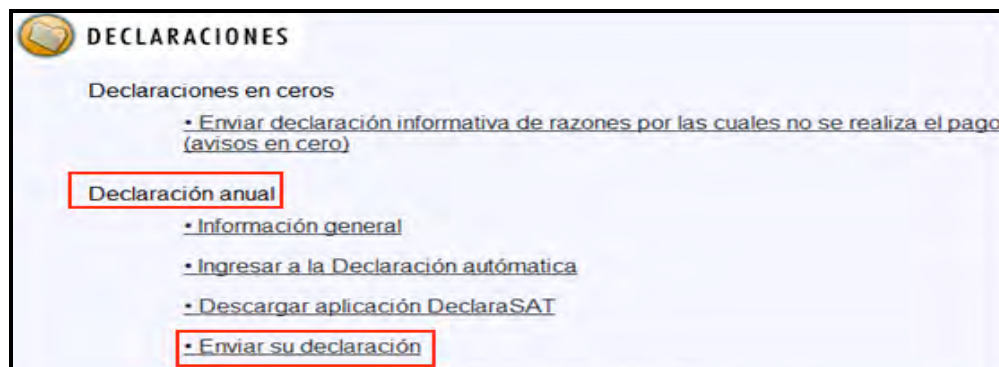 DECLARACIONES
Declaraciones en ceros
• Enviar declaración informativa de razones por las cuales no se realiza el pago
(avisos en cero)
Declaración anual
• Información general
• Ingresar a la Declaración autómatica
• Descargar aplicación DeclaraSAT
• Enviar su declaración